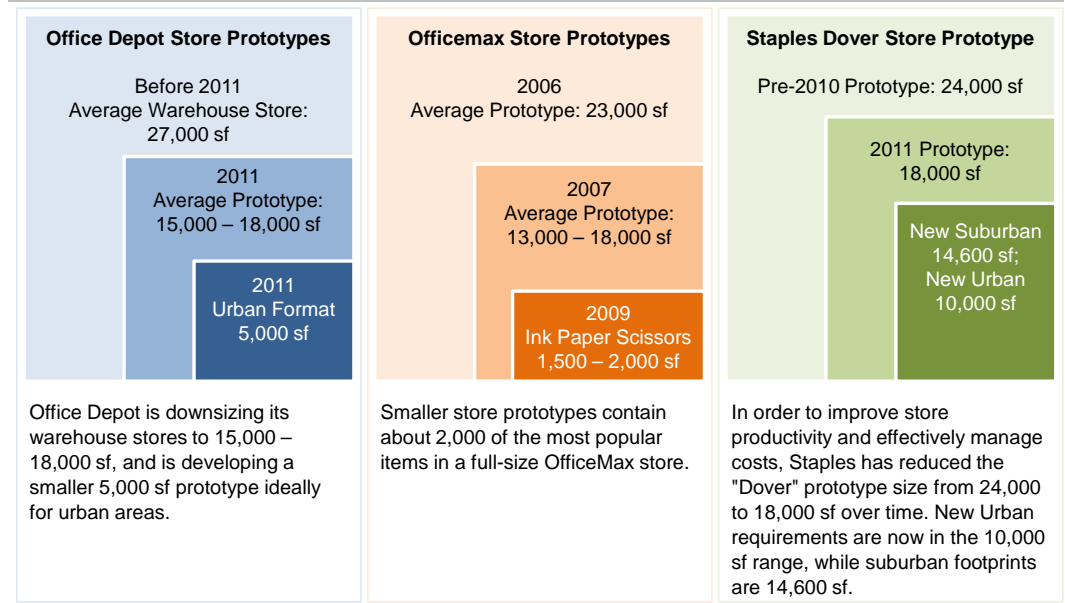 Office Depot Store Prototypes
Before 2011
Average Warehouse Store:
27,000 sf
2011
Average Prototype:
15,000 – 18,000 sf
2011
Urban Format
5,000 sf
Office Depot is downsizing its
warehouse stores to 15,000 –
18,000 sf, and is developing a
smaller 5,000 sf prototype ideally
for urban areas.
Officemax Store Prototypes
2006
Average Prototype: 23,000 sf
2007
Average Prototype:
13,000 – 18,000 sf
2009
Ink Paper Scissors
1,500 – 2,000 sf
Smaller store prototypes contain
about 2,000 of the most popular
items in a full-size OfficeMax store.
Staples Dover Store Prototype
Pre-2010 Prototype: 24,000 sf
2011 Prototype:
18,000 sf
New Suburban
14,600 sf;
New Urban
10,000 sf
In order to improve store
productivity and effectively manage
costs, Staples has reduced the
"Dover" prototype size from 24,000
to 18,000 sf over time. New Urban
requirements are now in the 10,000
sf range, while suburban footprints
are 14,600 sf.